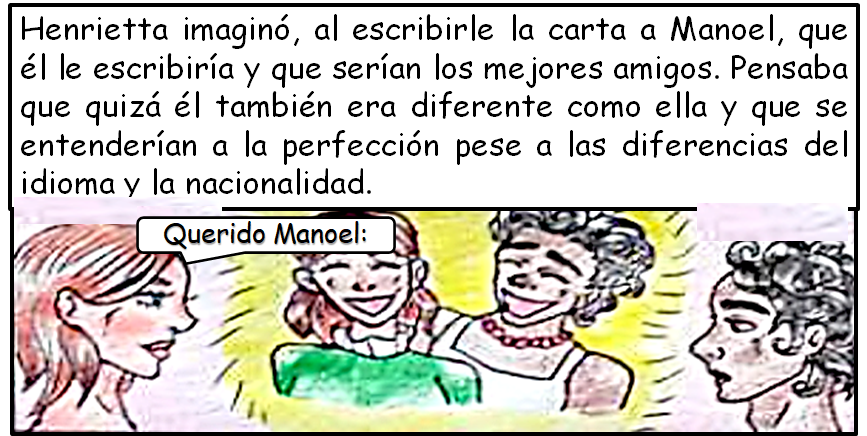 Henrietta imaginó, al escribirle la carta a Manoel, que
él le escribiría y que serían los mejores amigos. Pensaba
que quizá él también era diferente como ella y que se
entenderían a la perfección pese a las diferencias del
idioma y la nacionalidad.
Querido Manoel: